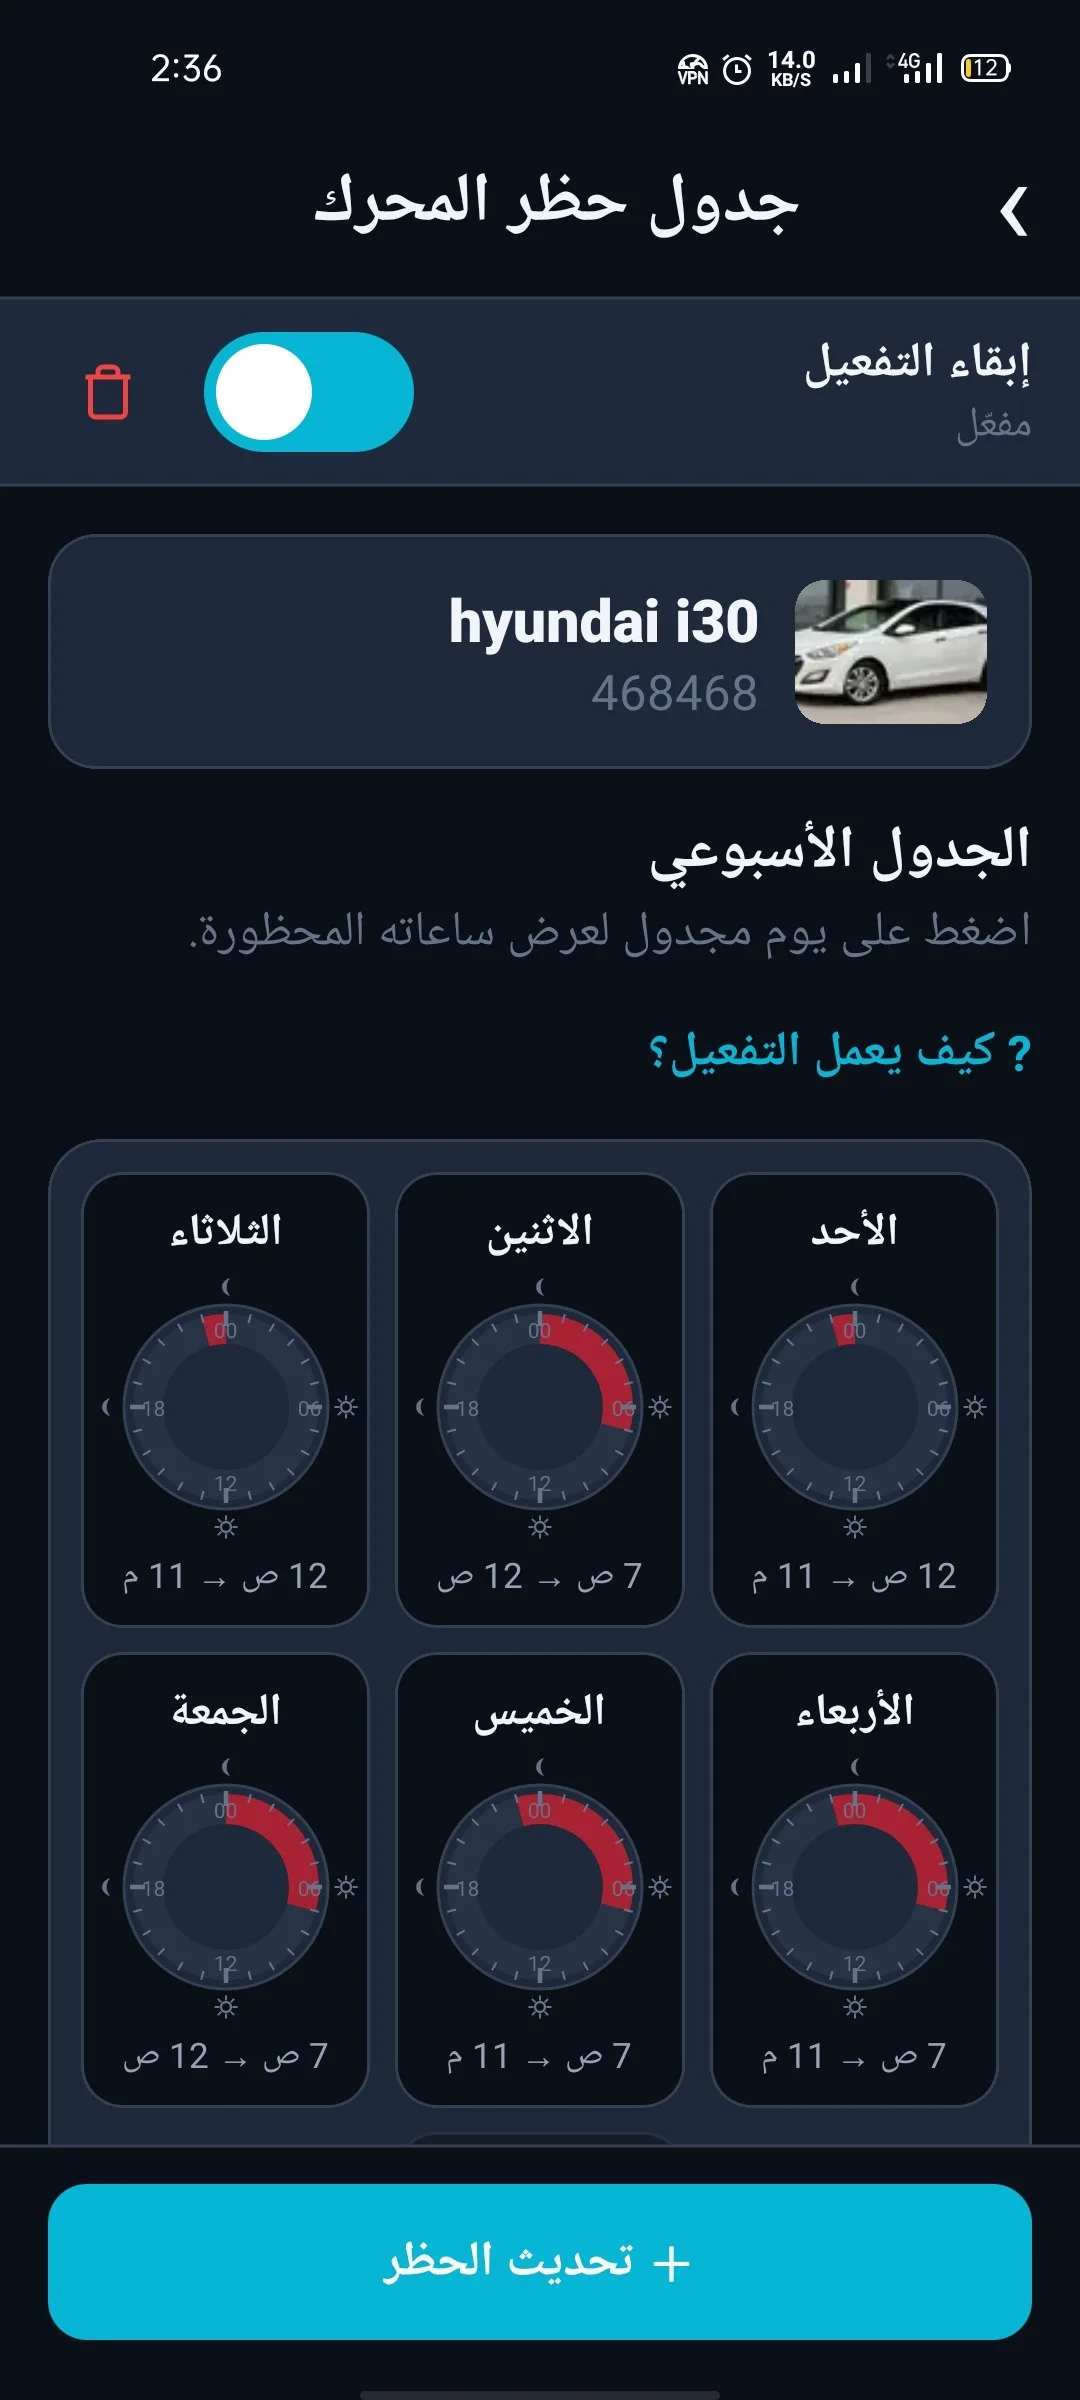 2:36
VPN 14.0 KB/S 4G 12
جدول حظر المحرك
إبقاء التفعيل
مفعّل
hyundai i30
468468
الجدول الأسبوعي
اضغط على يوم مجدول لعرض ساعاته المحظورة.
? كيف يعمل التفعيل؟
الأحد
00
18 06
12
12 ص → 11 م
الاثنين
00
18 06
12
7 ص → 12 ص
الثلاثاء
00
18 06
12
12 ص → 11 م
الأربعاء
00
18 06
12
7 ص → 11 م
الخميس
00
18 06
12
7 ص → 11 م
الجمعة
00
18 06
12
7 ص → 12 ص
+ تحديث الحظر